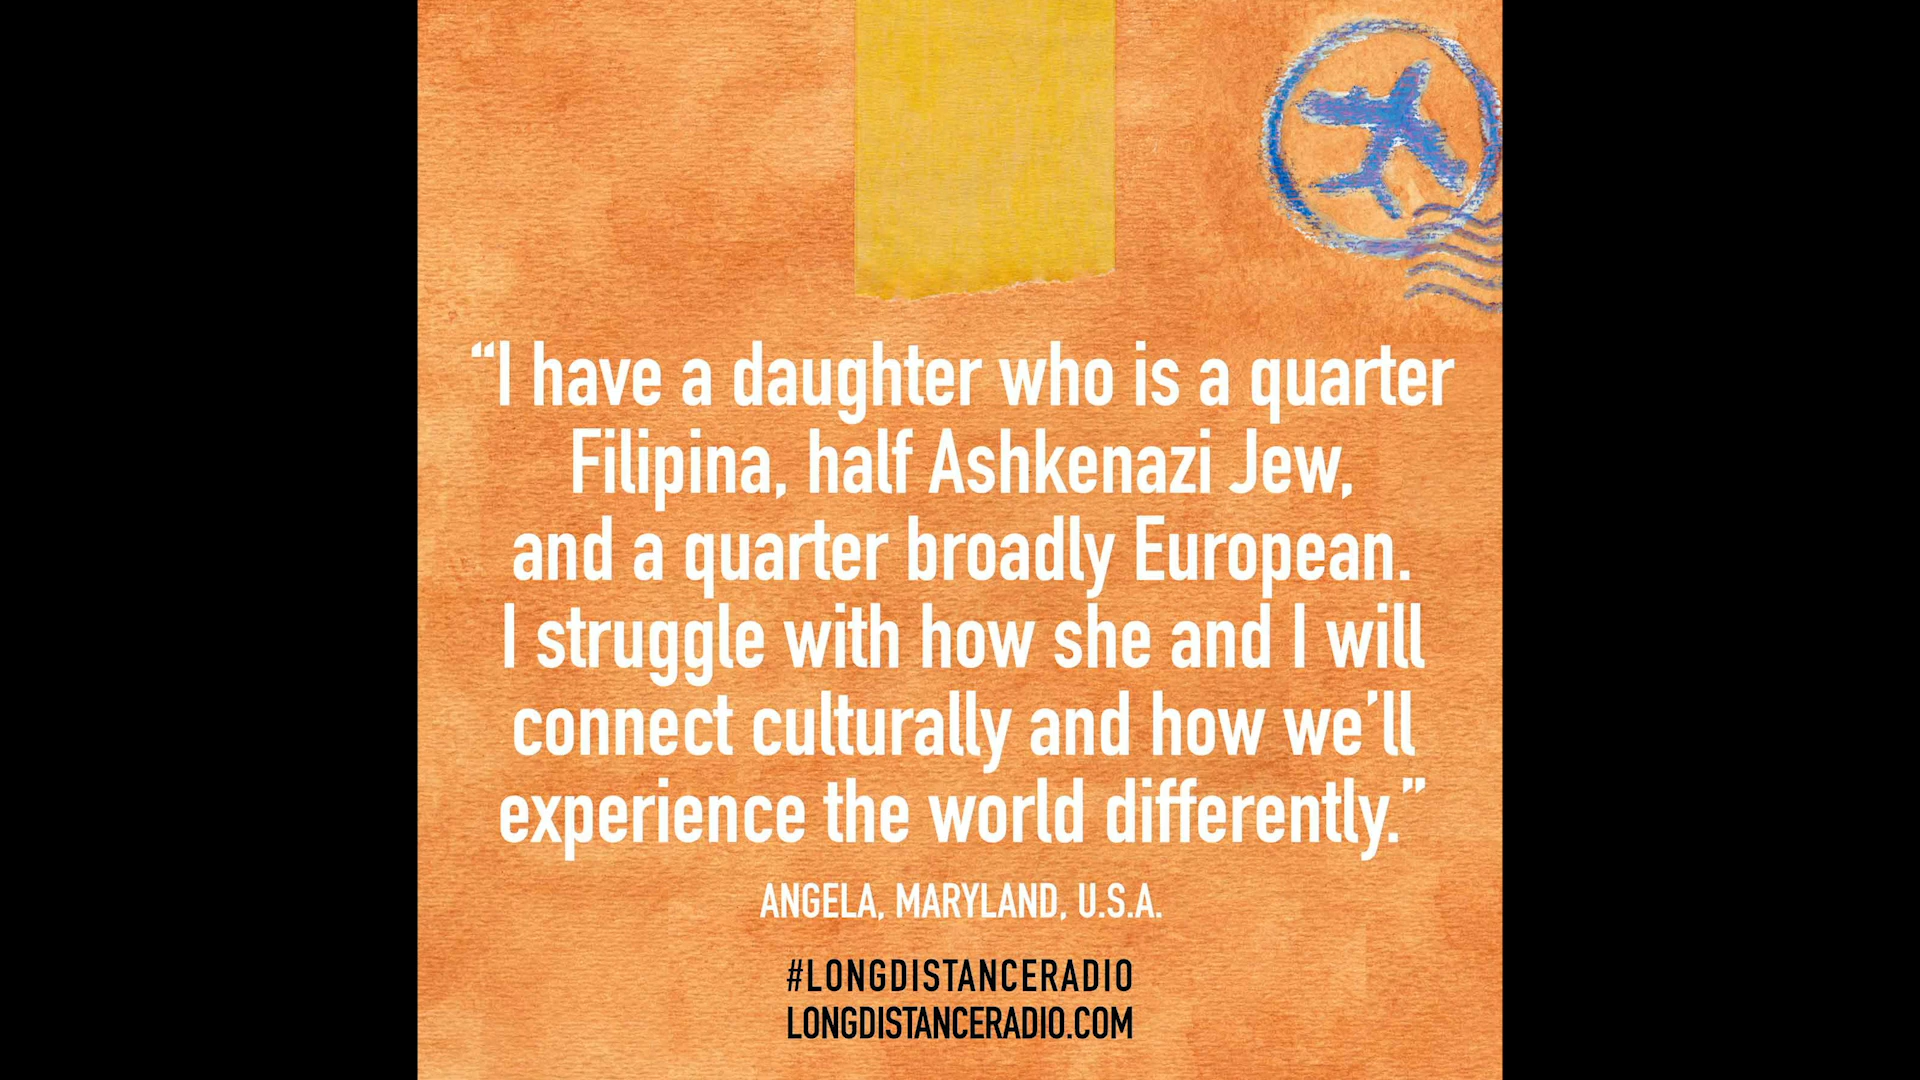 “I have a daughter who is a quarter
Filipina, half Ashkenazi Jew,
and a quarter broadly European.
I struggle with how she and I will
connect culturally and how we’ll
experience the world differently.”
ANGELA, MARYLAND, U.S.A.
#LONGDISTANCERADIO
LONGDISTANCERADIO.COM